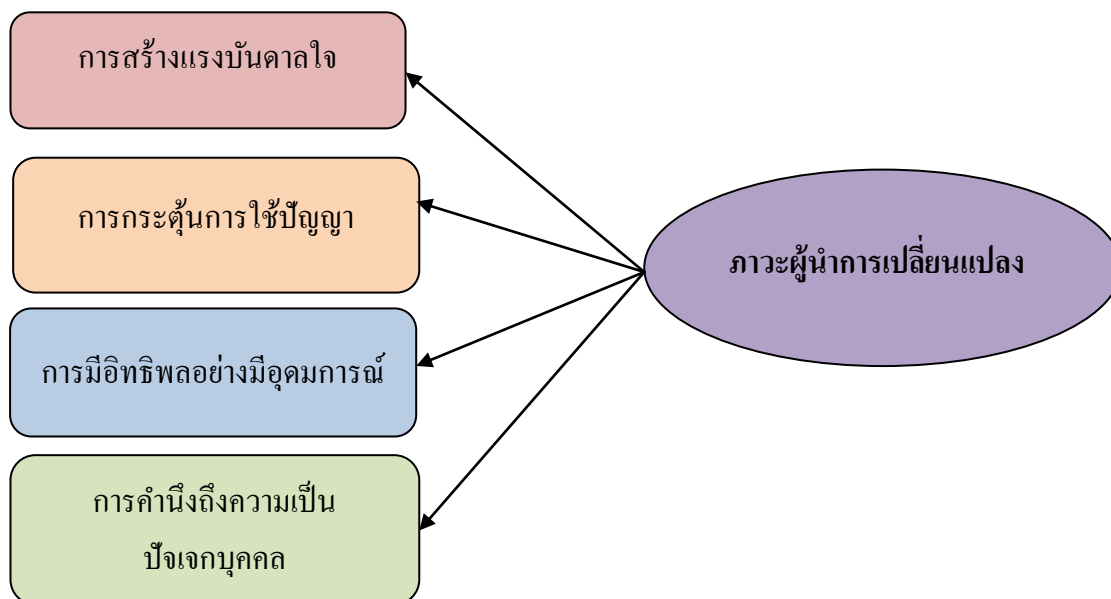 การสร้างแรงบันดาลใจ
การกระตุ้นการใช้ปัญญา
การมีอิทธิพลอย่างมีอุดมการณ์
การคำนึงถึงความเป็น
ปัจเจกบุคคล
ภาวะผู้นำการเปลี่ยนแปลง